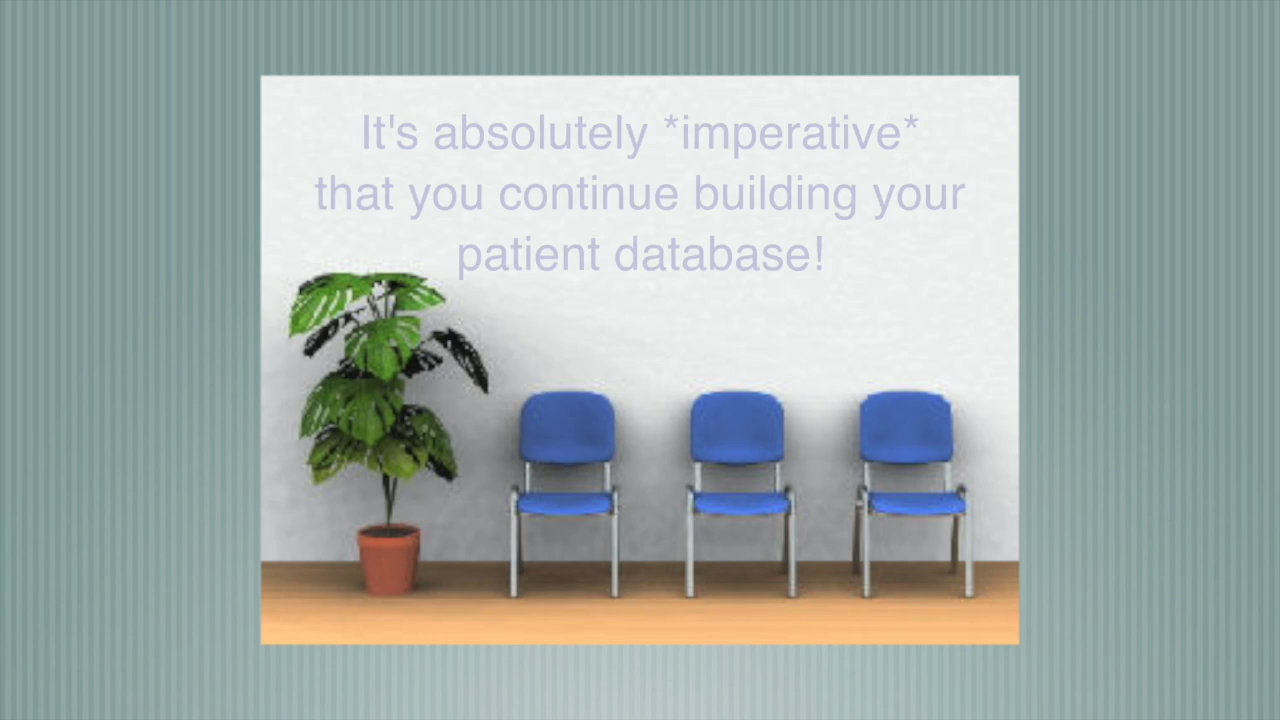 It's absolutely *imperative*
that you continue building your
patient database!